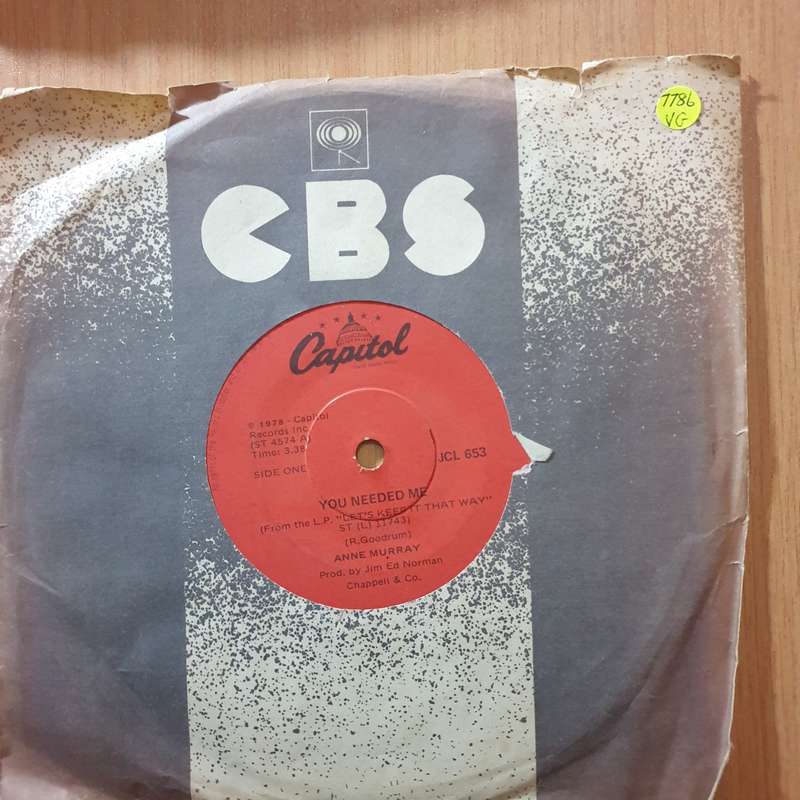 7786
VG
CBS
Capitol
℗ 1978 - Capitol
Records Inc.
(ST 4574 A)
Time: 3.38
SIDE ONE
JCL 653
YOU NEEDED ME
(From the L.P. "LET'S KEEP IT THAT WAY"
ST (L) 11743)
(R.Goodrum)
ANNE MURRAY
Prod. by Jim Ed Norman
Chappell & Co.